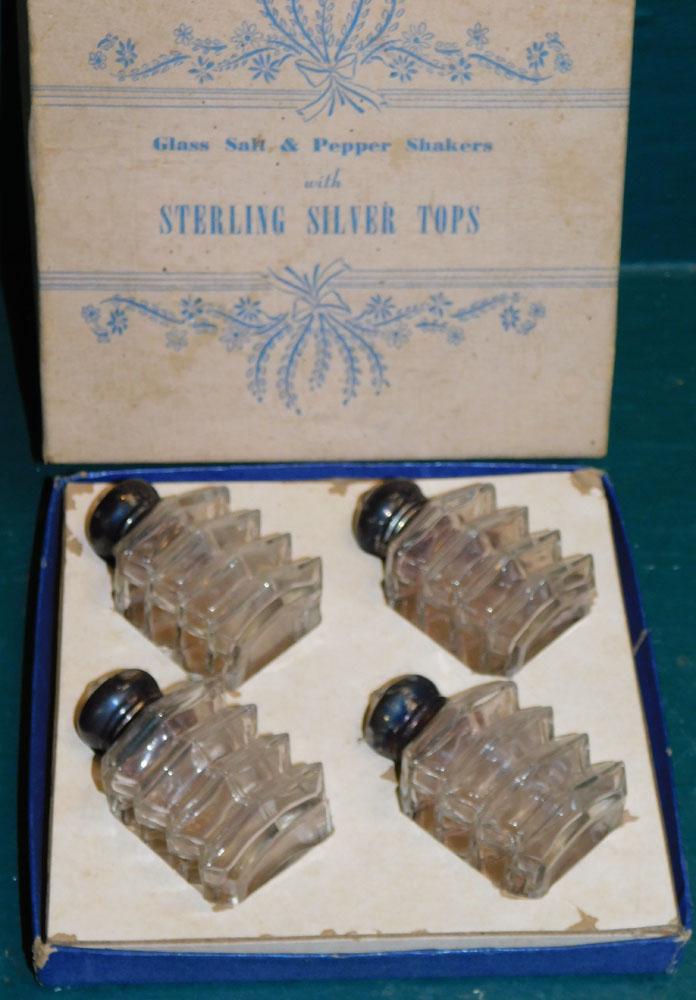 Glass Salt & Pepper Shakers
with
STERLING SILVER TOPS